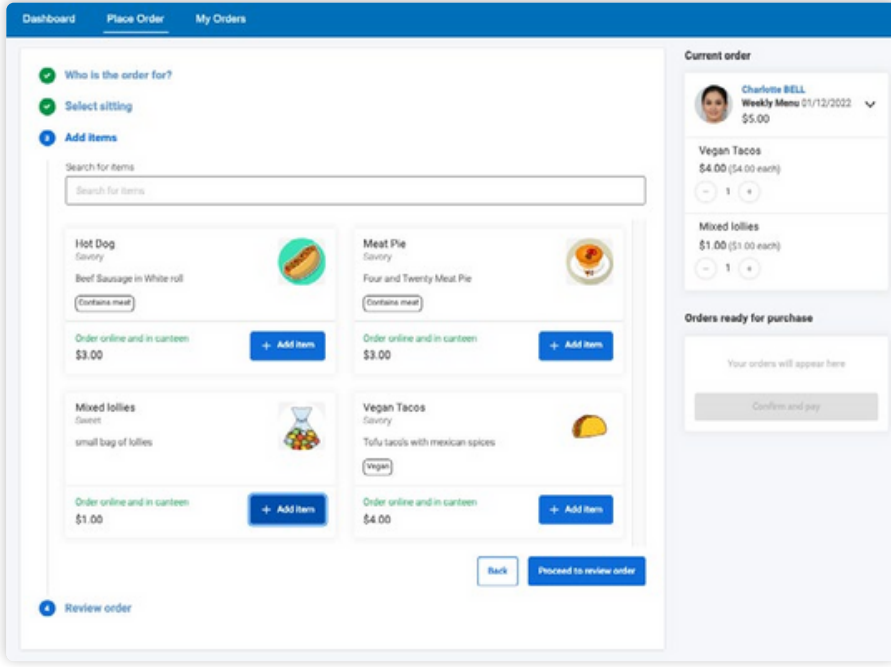 Dashboard
Place Order
My Orders
Who is the order for?
Select sitting
3 Add items
Search for items
Search for items
Hot Dog
Savory
Beef Sausage in White roll
Contains meat
Order online and in canteen
$3.00
+ Add item
Meat Pie
Savory
Four and Twenty Meat Pie
Contains meat
Order online and in canteen
$3.00
+ Add item
Mixed lollies
Sweet
small bag of lollies
Order online and in canteen
$1.00
+ Add item
Vegan Tacos
Savory
Tofu taco's with mexican spices
Vegan
Order online and in canteen
$4.00
+ Add item
Back
Proceed to review order
4 Review order
Current order
Charlotte BELL
Weekly Menu 01/12/2022
$5.00
Vegan Tacos
$4.00 ($4.00 each)
− 1 +
Mixed lollies
$1.00 ($1.00 each)
− 1 +
Orders ready for purchase
Your orders will appear here
Confirm and pay